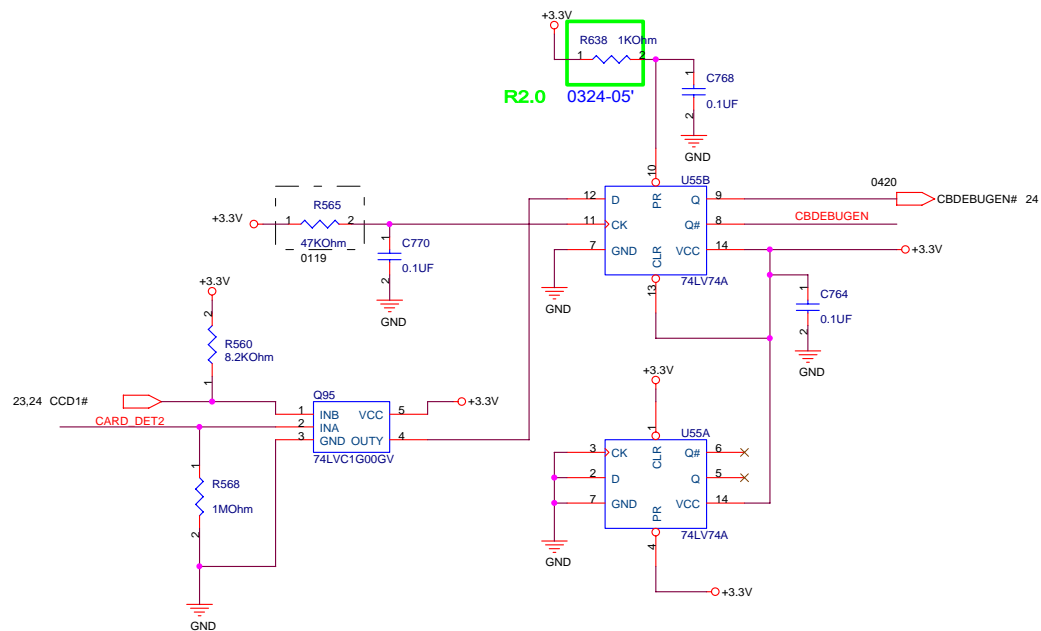 +3.3V
R638 1KOhm
1 2
R2.0 0324-05'
1
C768
0.1UF
2
GND
10
U55B
0420
12 D PR Q 9
CBDEBUGEN# 24
CBDEBUGEN
11 CK Q# 8
7 GND CLR VCC 14
+3.3V
13
74LV74A
GND
R565
+3.3V
1 2
47KOhm
0119
1
C770
0.1UF
2
GND
1
C764
0.1UF
2
GND
+3.3V
2
R560
8.2KOhm
1
23,24 CCD1#
CARD_DET2
Q95
1 INB VCC 5
+3.3V
2 INA
3 GND OUTY 4
74LVC1G00GV
1
R568
1MOhm
2
GND
+3.3V
1
U55A
3 CK CLR Q# 6
2 D Q 5
7 GND PR VCC 14
74LV74A
4
GND
+3.3V